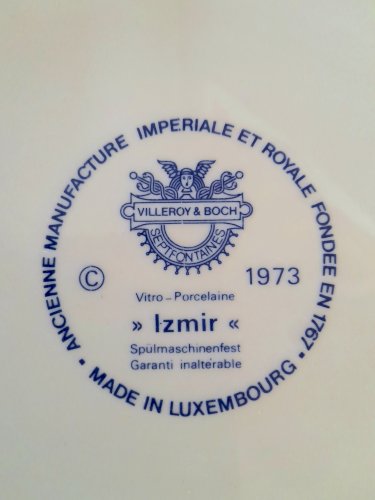 • ANCIENNE MANUFACTURE IMPERIALE ET ROYALE FONDEE EN 1767 •
VILLEROY & BOCH
SEPTFONTAINES
© 1973
Vitro-Porcelaine
» Izmir «
Spülmaschinenfest
Garanti inaltérable
MADE IN LUXEMBOURG